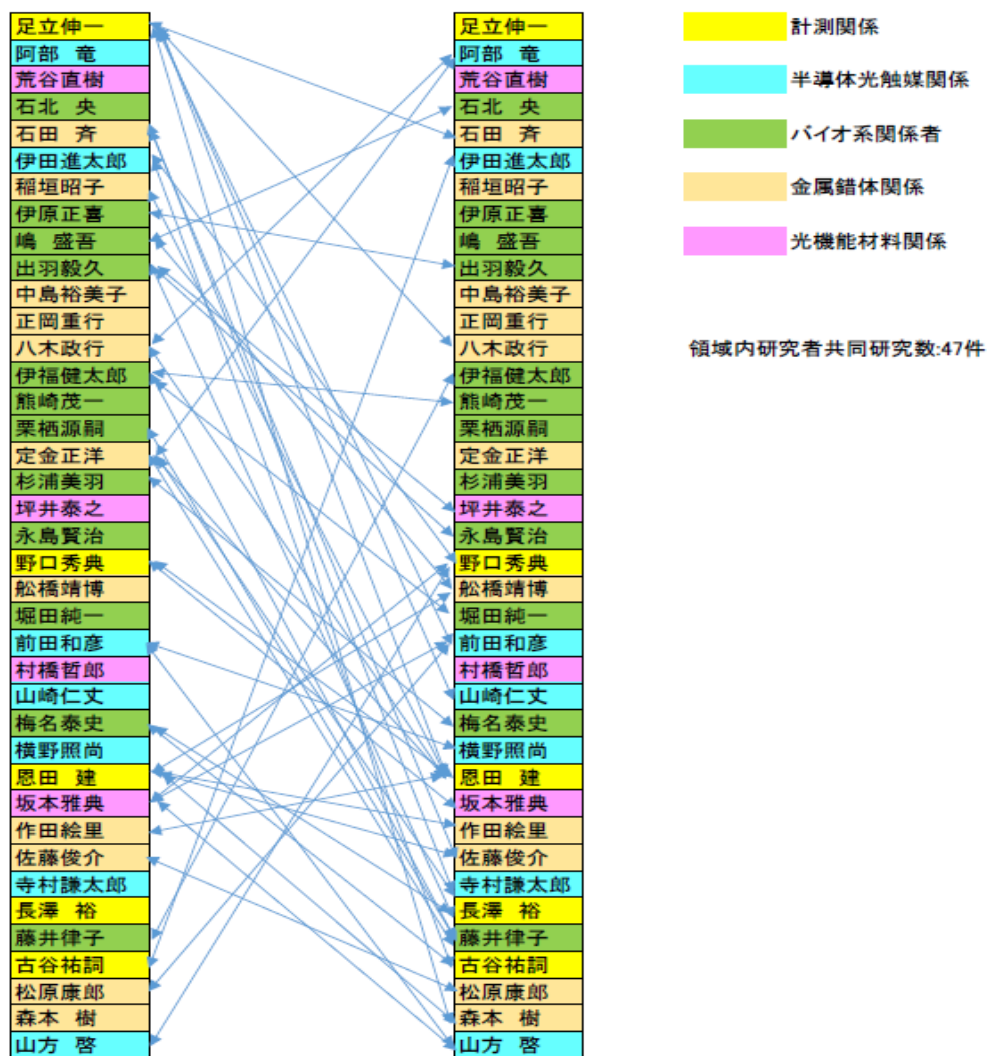 足立伸一
阿部 竜
荒谷直樹
石北 央
石田 斉
伊田進太郎
稲垣昭子
伊原正喜
嶋 盛吾
出羽毅久
中島裕美子
正岡重行
八木政行
伊福健太郎
熊崎茂一
栗栖源嗣
定金正洋
杉浦美羽
坪井泰之
永島賢治
野口秀典
舩橋靖博
堀田純一
前田和彦
村橋哲郎
山崎仁丈
梅名泰史
横野照尚
恩田 建
坂本雅典
作田絵里
佐藤俊介
寺村謙太郎
長澤 裕
藤井律子
古谷祐詞
松原康郎
森本 樹
山方 啓
足立伸一
阿部 竜
荒谷直樹
石北 央
石田 斉
伊田進太郎
稲垣昭子
伊原正喜
嶋 盛吾
出羽毅久
中島裕美子
正岡重行
八木政行
伊福健太郎
熊崎茂一
栗栖源嗣
定金正洋
杉浦美羽
坪井泰之
永島賢治
野口秀典
舩橋靖博
堀田純一
前田和彦
村橋哲郎
山崎仁丈
梅名泰史
横野照尚
恩田 建
坂本雅典
作田絵里
佐藤俊介
寺村謙太郎
長澤 裕
藤井律子
古谷祐詞
松原康郎
森本 樹
山方 啓
計測関係
半導体光触媒関係
バイオ系関係者
金属錯体関係
光機能材料関係
領域内研究者共同研究数:47件